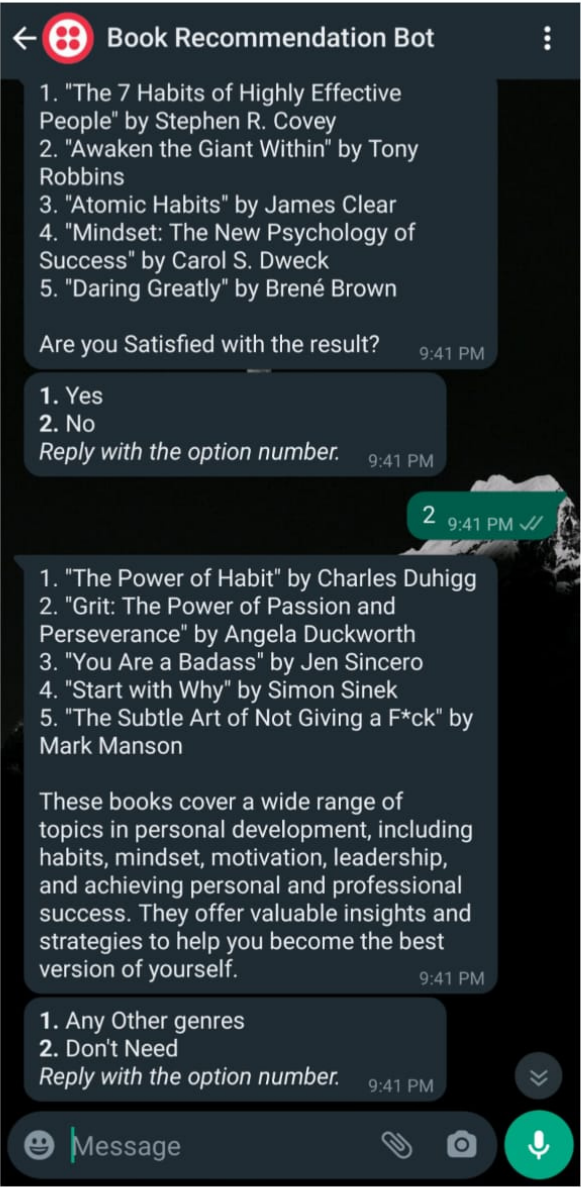 Book Recommendation Bot
1. "The 7 Habits of Highly Effective
People" by Stephen R. Covey
2. "Awaken the Giant Within" by Tony
Robbins
3. "Atomic Habits" by James Clear
4. "Mindset: The New Psychology of
Success" by Carol S. Dweck
5. "Daring Greatly" by Brené Brown
Are you Satisfied with the result? 9:41 PM
1. Yes
2. No
Reply with the option number. 9:41 PM
2 9:41 PM
1. "The Power of Habit" by Charles Duhigg
2. "Grit: The Power of Passion and
Perseverance" by Angela Duckworth
3. "You Are a Badass" by Jen Sincero
4. "Start with Why" by Simon Sinek
5. "The Subtle Art of Not Giving a F*ck" by
Mark Manson
These books cover a wide range of
topics in personal development, including
habits, mindset, motivation, leadership,
and achieving personal and professional
success. They offer valuable insights and
strategies to help you become the best
version of yourself. 9:41 PM
1. Any Other genres
2. Don't Need
Reply with the option number. 9:41 PM
Message